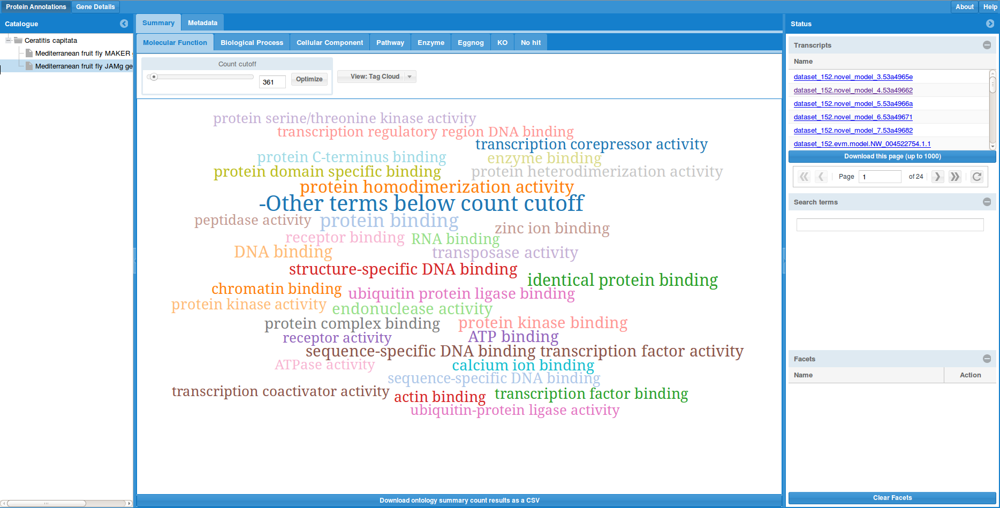 Protein Annotations
Gene Details
About
Help
Catalogue
Ceratitis capitata
Mediterranean fruit fly MAKER
Mediterranean fruit fly JAMg ge
Summary
Metadata
Molecular Function
Biological Process
Cellular Component
Pathway
Enzyme
Eggnog
KO
No hit
Count cutoff
361
Optimize
View: Tag Cloud
protein serine/threonine kinase activity
transcription regulatory region DNA binding
transcription corepressor activity
protein C-terminus binding
enzyme binding
protein domain specific binding
protein heterodimerization activity
protein homodimerization activity
-Other terms below count cutoff
peptidase activity
protein binding
zinc ion binding
receptor binding
RNA binding
DNA binding
transposase activity
structure-specific DNA binding
identical protein binding
chromatin binding
ubiquitin protein ligase binding
protein kinase activity
endonuclease activity
protein complex binding
protein kinase binding
receptor activity
ATP binding
sequence-specific DNA binding transcription factor activity
ATPase activity
calcium ion binding
sequence-specific DNA binding
transcription coactivator activity
actin binding
transcription factor binding
ubiquitin-protein ligase activity
Download ontology summary count results as a CSV
Status
Transcripts
Name
dataset_152.novel_model_3.53a4965e
dataset_152.novel_model_4.53a49662
dataset_152.novel_model_5.53a4966a
dataset_152.novel_model_6.53a49671
dataset_152.novel_model_7.53a49682
dataset_152.evm.model.NW_004522754.1.1
Download this page (up to 1000)
Page 1 of 24
Search terms
Facets
Name
Action
Clear Facets